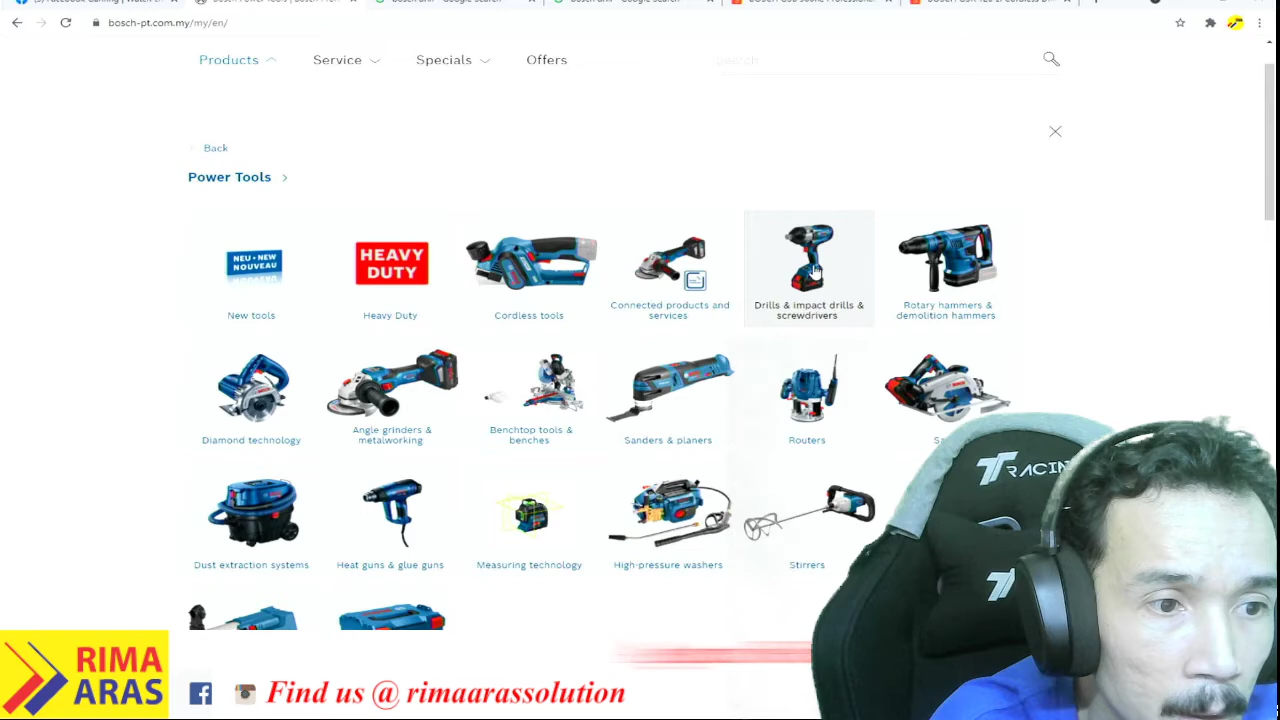 bosch-pt.com.my/my/en/
Products
Service
Specials
Offers
Search
Back
Power Tools
NEU • NEW
NOUVEAU
HEAVY
DUTY
New tools
Heavy Duty
Cordless tools
Connected products and
services
Drills & impact drills &
screwdrivers
Rotary hammers &
demolition hammers
Diamond technology
Angle grinders &
metalworking
Benchtop tools &
benches
Sanders & planers
Routers
Dust extraction systems
Heat guns & glue guns
Measuring technology
High-pressure washers
Stirrers
RIMA
ARAS
Find us @ rimaarassolution